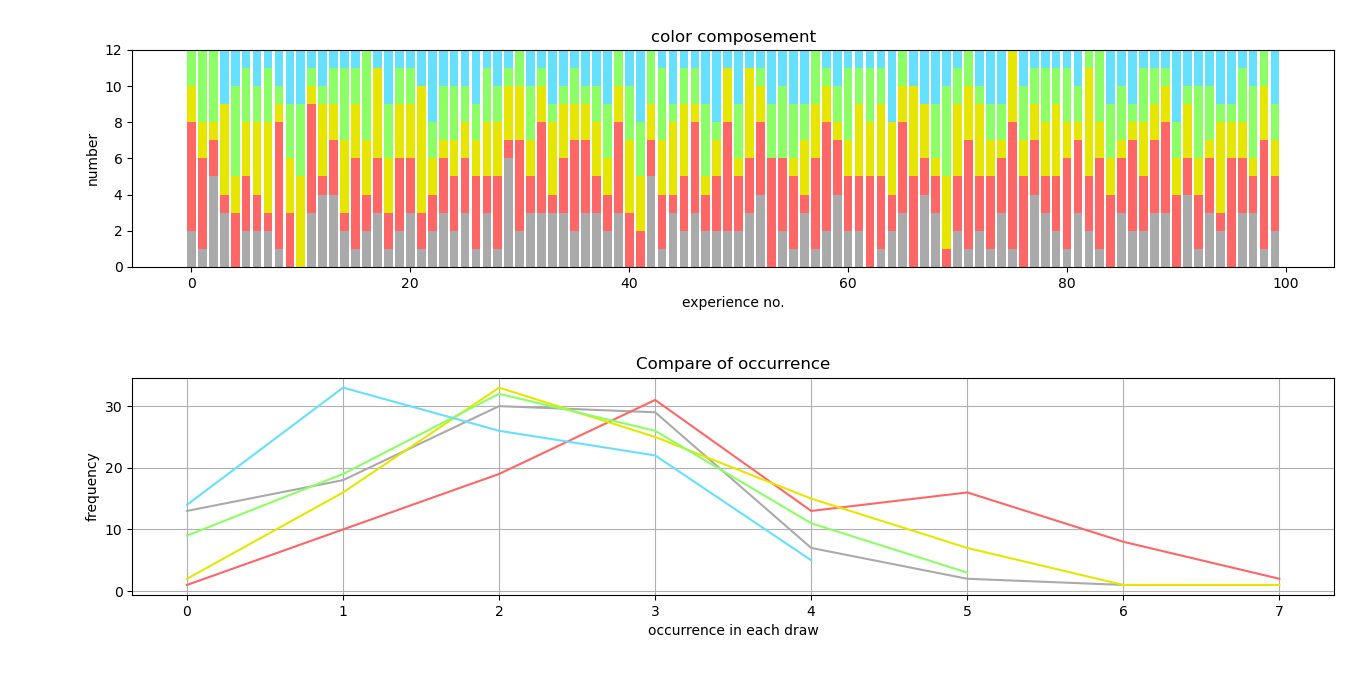 color composement
12
10
8
6
4
2
0
number
0 20 40 60 80 100
experience no.
Compare of occurrence
30
20
10
0
frequency
0 1 2 3 4 5 6 7
occurrence in each draw